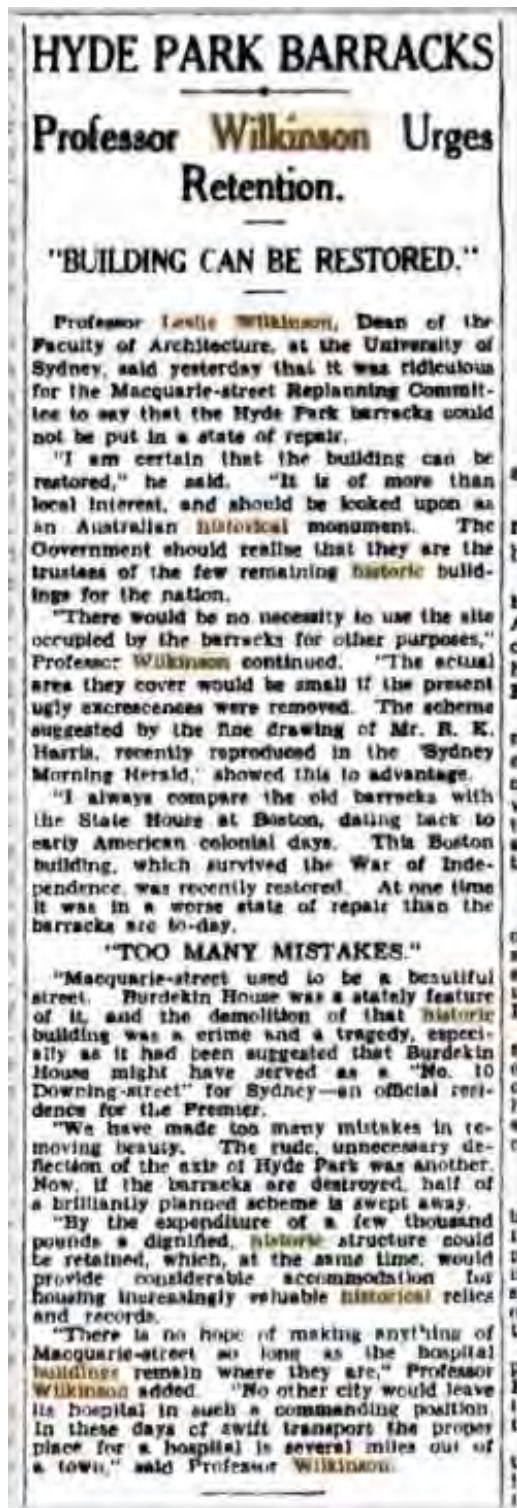 HYDE PARK BARRACKS
Professor Wilkinson Urges
Retention.
"BUILDING CAN BE RESTORED."
Professor Leslie Wilkinson, Dean of the
Faculty of Architecture, at the University of
Sydney, said yesterday that it was ridiculous
for the Macquarie-street Replanning Commit-
tee to say that the Hyde Park barracks could
not be put in a state of repair.
"I am certain that the building can be
restored," he said. "It is of more than
local interest, and should be looked upon as
an Australian historical monument. The
Government should realise that they are the
trustees of the few remaining historic build-
ings for the nation.
"There would be no necessity to use the site
occupied by the barracks for other purposes,"
Professor Wilkinson continued. "The actual
area they cover would be small if the present
ugly excrescences were removed. The scheme
suggested by the fine drawing of Mr. R. K.
Harris, recently reproduced in the 'Sydney
Morning Herald,' showed this to advantage.
"I always compare the old barracks with
the State House at Boston, dating back to
early American colonial days. This Boston
building, which survived the War of Inde-
pendence, was recently restored. At one time
it was in a worse state of repair than the
barracks are to-day.
"TOO MANY MISTAKES."
"Macquarie-street used to be a beautiful
street. Burdekin House was a stately feature
of it, and the demolition of that historic
building was a crime and a tragedy, especi-
ally as it had been suggested that Burdekin
House might have served as a "No. 10
Downing-street" for Sydney—an official resi-
dence for the Premier.
"We have made too many mistakes in re-
moving beauty. The rude, unnecessary de-
flection of the axis of Hyde Park was another.
Now, if the barracks are destroyed, half of
a brilliantly planned scheme is swept away.
"By the expenditure of a few thousand
pounds a dignified, historic structure could
be retained, which, at the same time, would
provide considerable accommodation for
housing increasingly valuable historical relics
and records.
"There is no hope of making anything of
Macquarie-street so long as the hospital
buildings remain where they are," Professor
Wilkinson added. "No other city would leave
its hospital in such a commanding position.
In these days of swift transport the proper
place for a hospital is several miles out of
a town," said Professor Wilkinson.